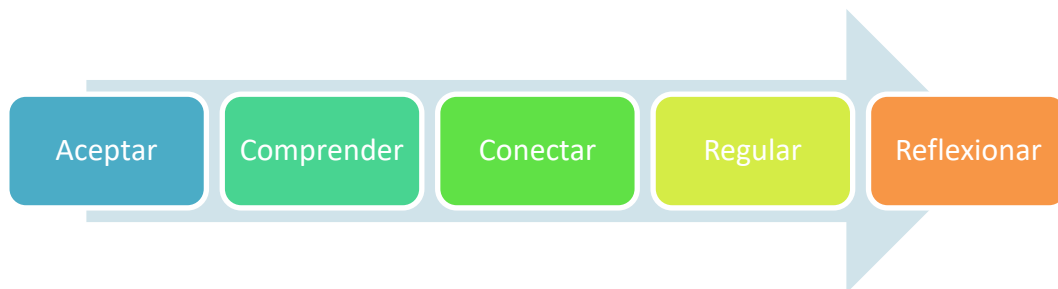 Aceptar
Comprender
Conectar
Regular
Reflexionar